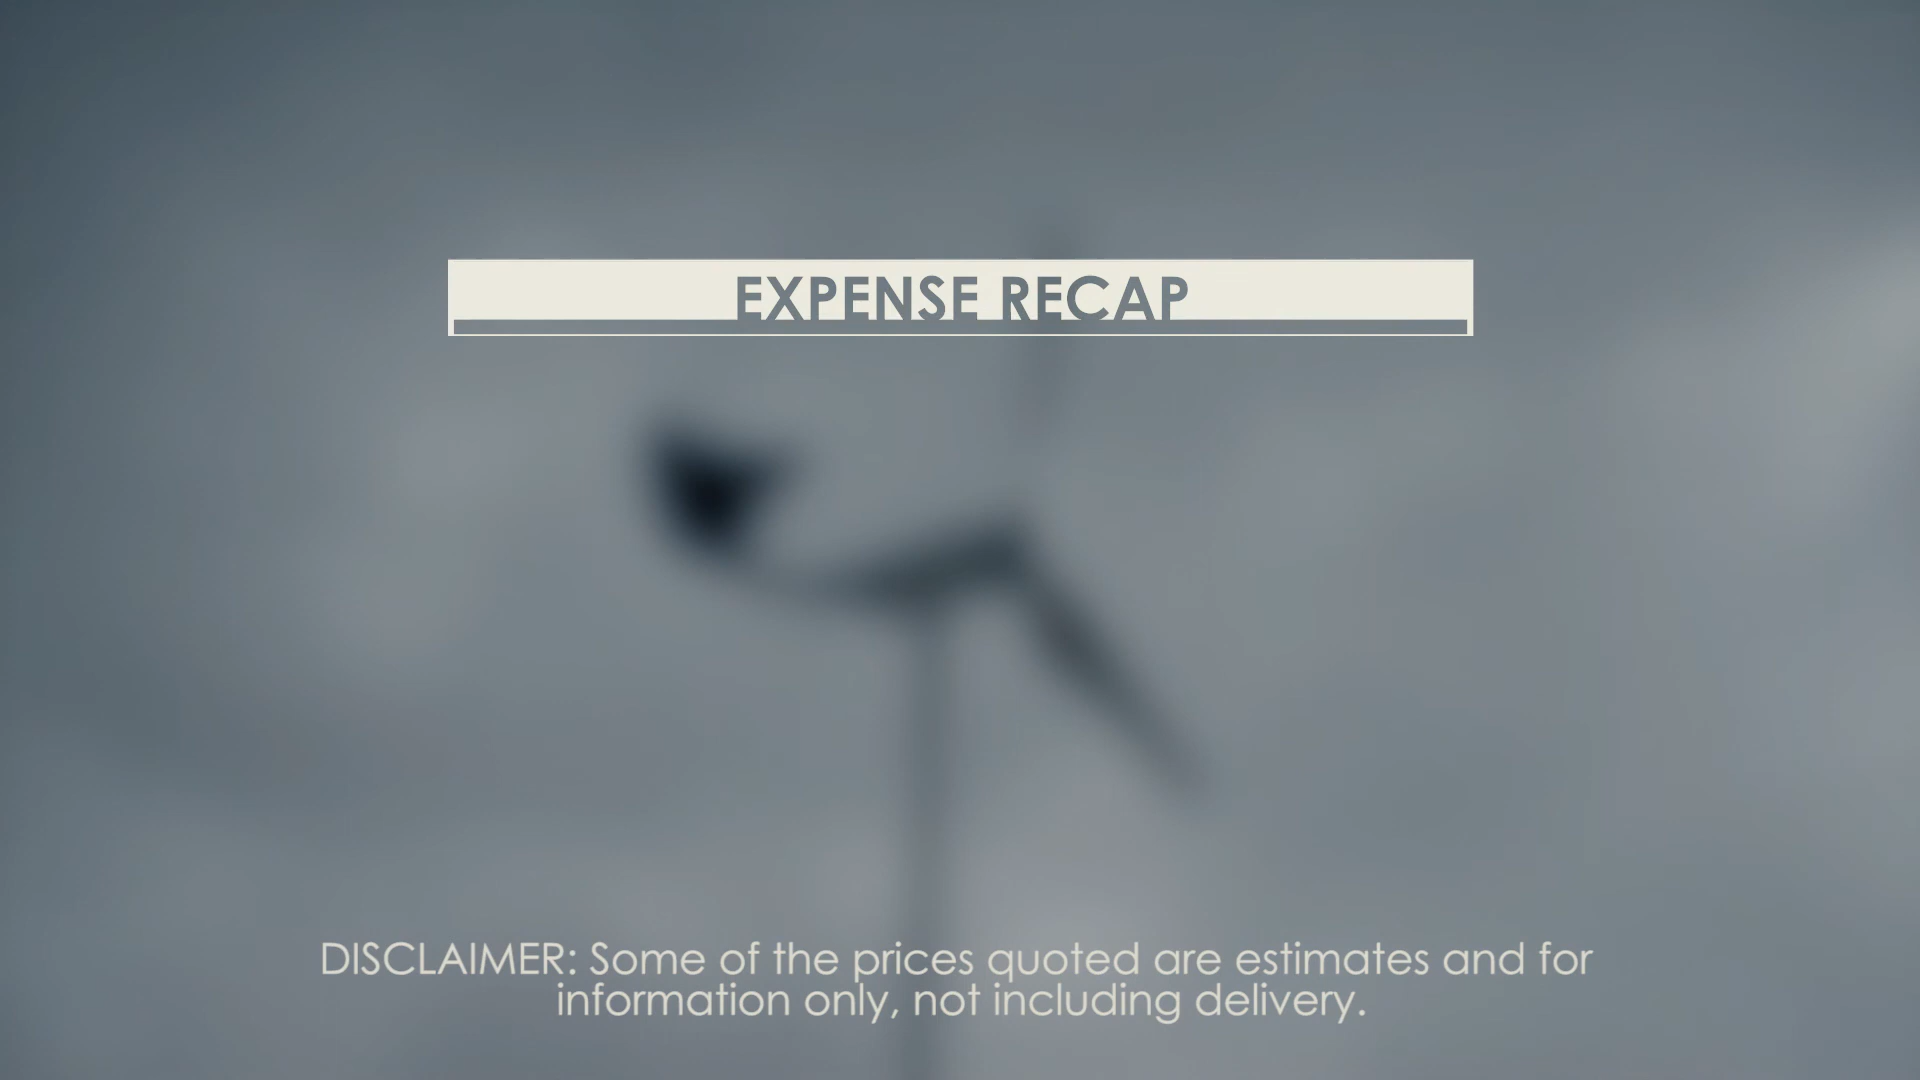 EXPENSE RECAP
DISCLAIMER: Some of the prices quoted are estimates and for
information only, not including delivery.